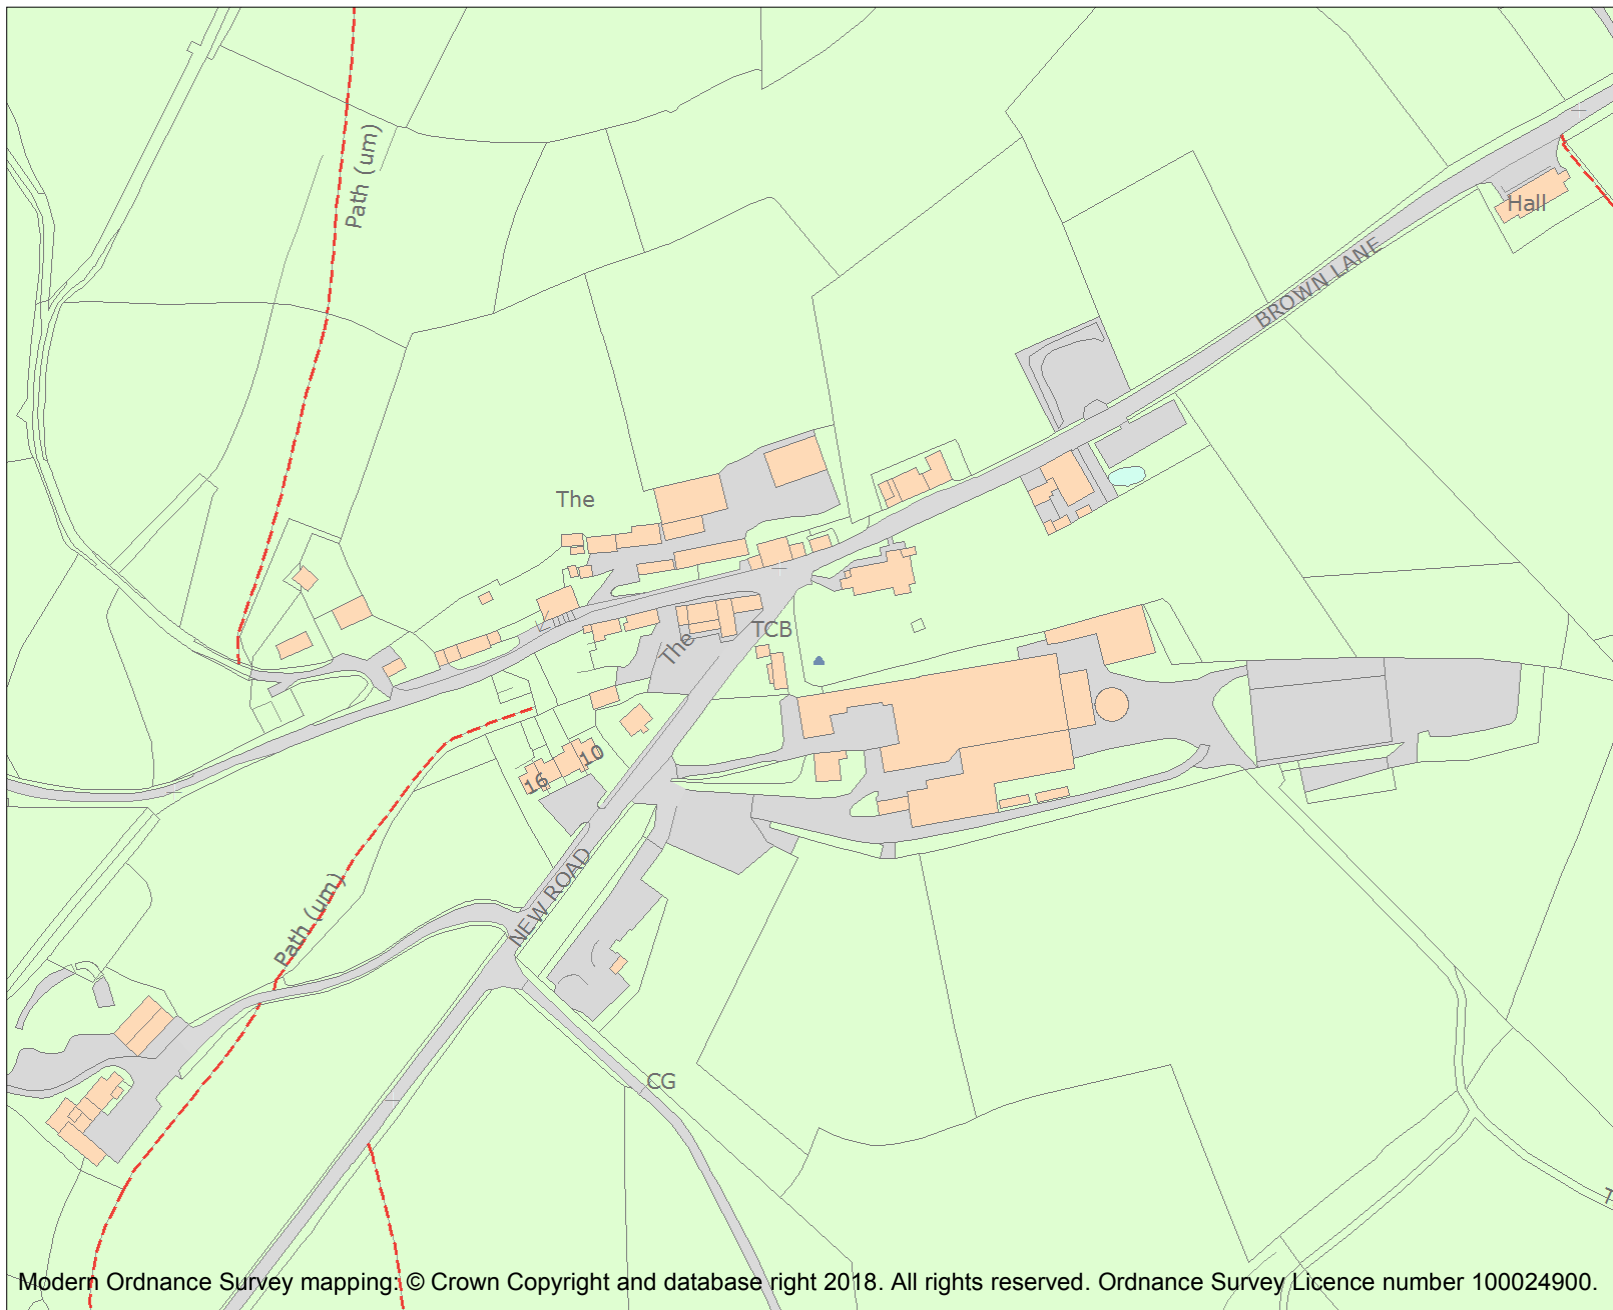 Path (um)
Hall
BROWN LANE
The
TCB
The
10
16
NEW ROAD
Path (um)
CG
T
Modern Ordnance Survey mapping: © Crown Copyright and database right 2018. All rights reserved. Ordnance Survey Licence number 100024900.